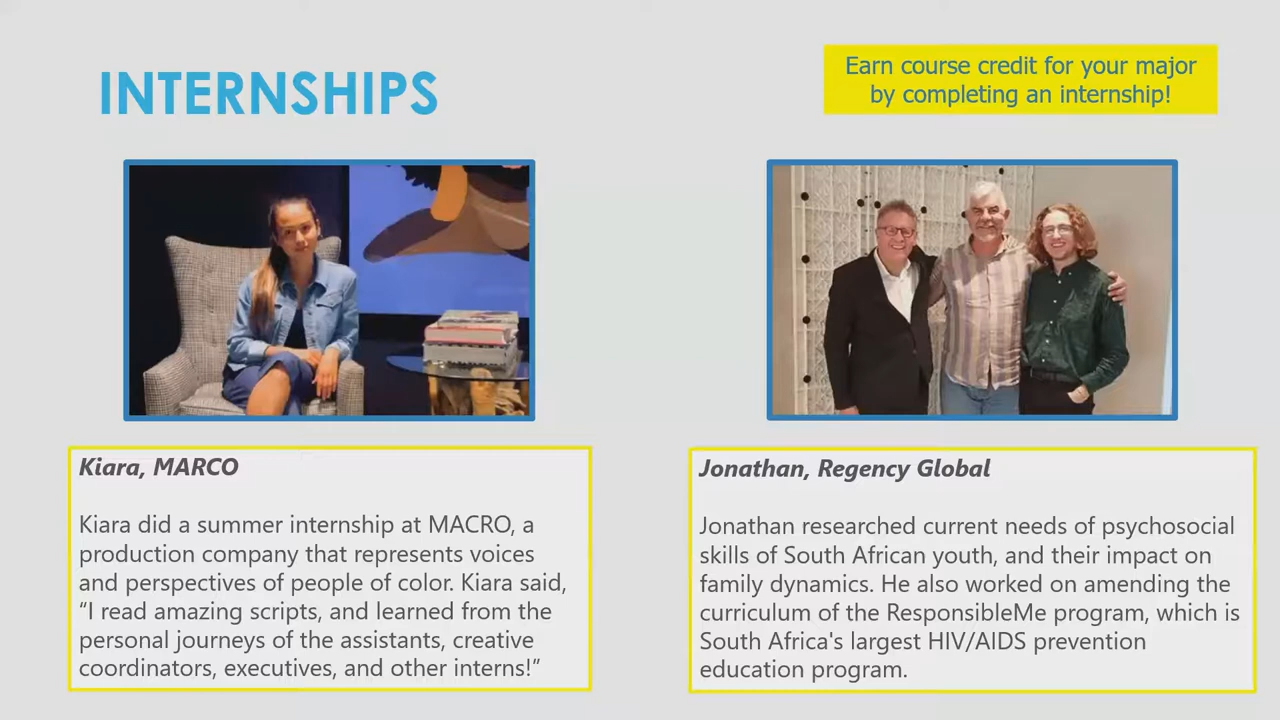 INTERNSHIPS
Earn course credit for your major
by completing an internship!
Kiara, MARCO
Kiara did a summer internship at MACRO, a
production company that represents voices
and perspectives of people of color. Kiara said,
“I read amazing scripts, and learned from the
personal journeys of the assistants, creative
coordinators, executives, and other interns!”
Jonathan, Regency Global
Jonathan researched current needs of psychosocial
skills of South African youth, and their impact on
family dynamics. He also worked on amending the
curriculum of the ResponsibleMe program, which is
South Africa's largest HIV/AIDS prevention
education program.